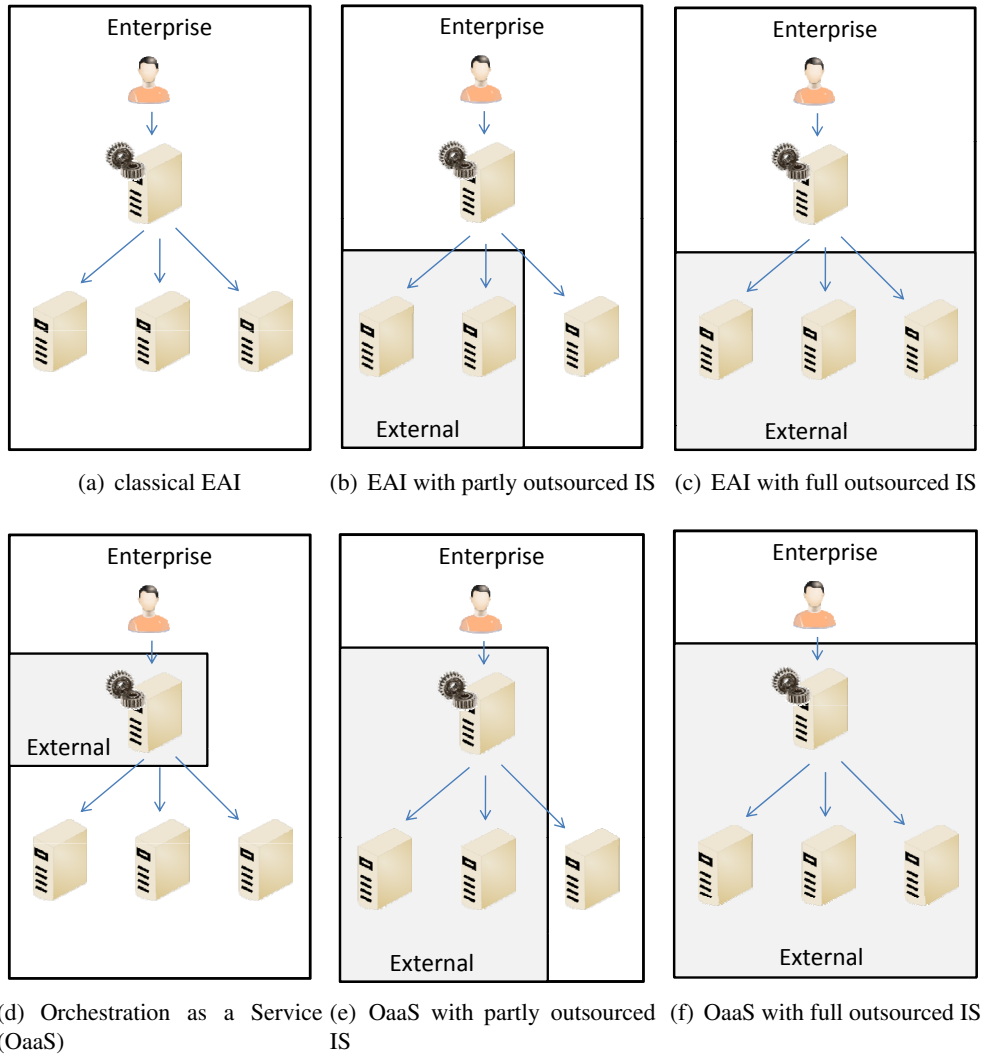 Enterprise
Enterprise
Enterprise
External
External
(a) classical EAI
(b) EAI with partly outsourced IS
(c) EAI with full outsourced IS
Enterprise
Enterprise
Enterprise
External
External
External
(d) Orchestration as a Service
(OaaS)
(e) OaaS with partly outsourced
IS
(f) OaaS with full outsourced IS